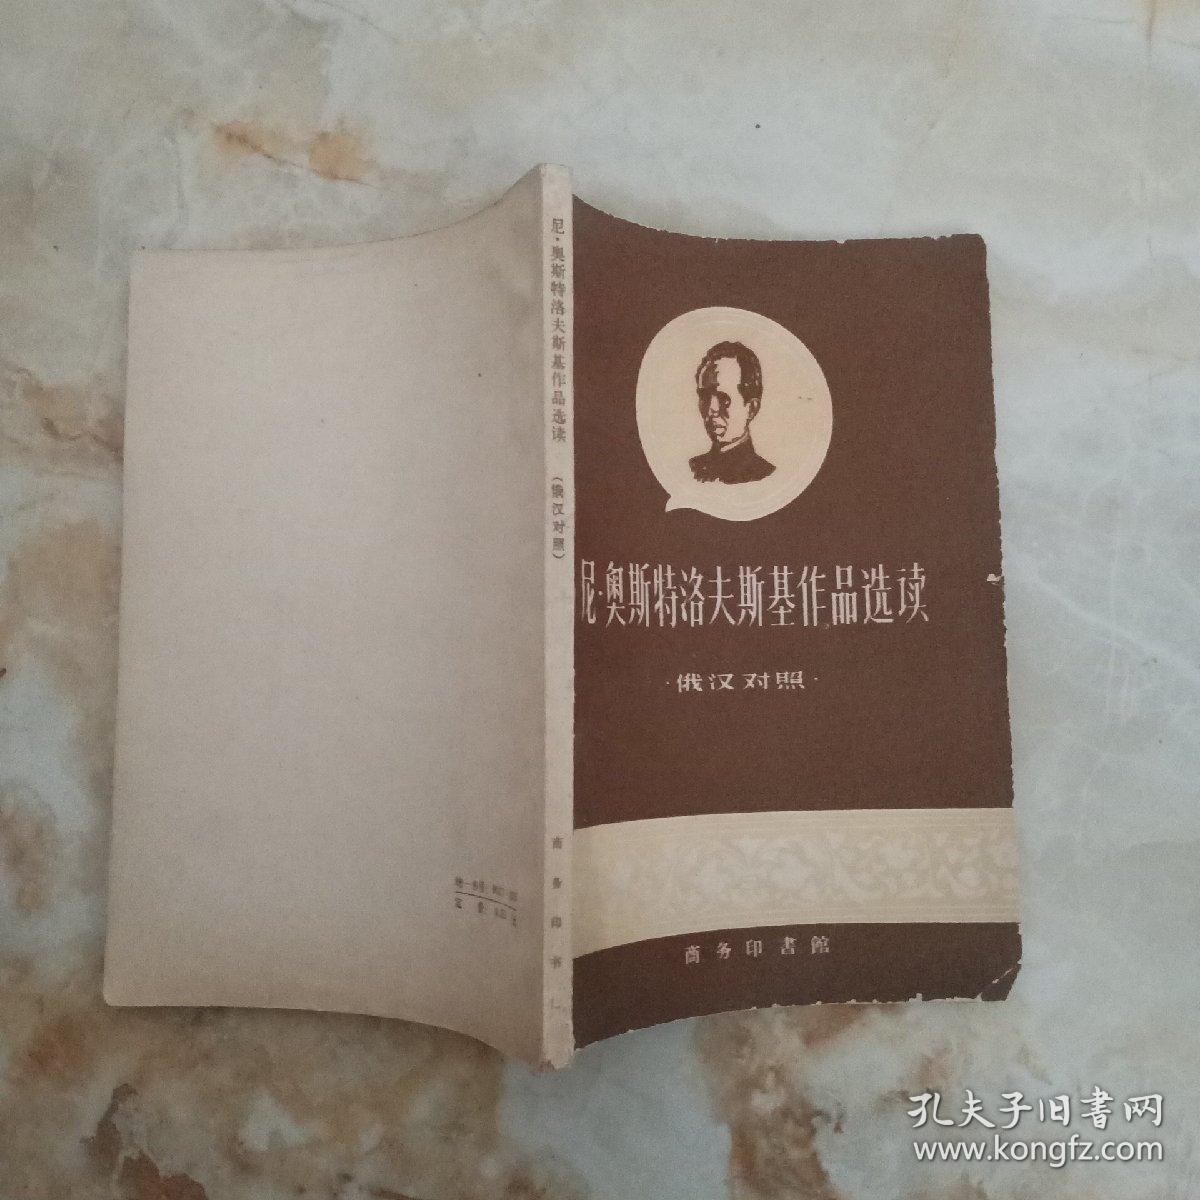 尼·奥斯特洛夫斯基作品选读
·俄汉对照·
商务印書館
尼·奥斯特洛夫斯基作品选读 (俄汉对照)
商务印书
孔夫子旧書网
www.kongfz.com